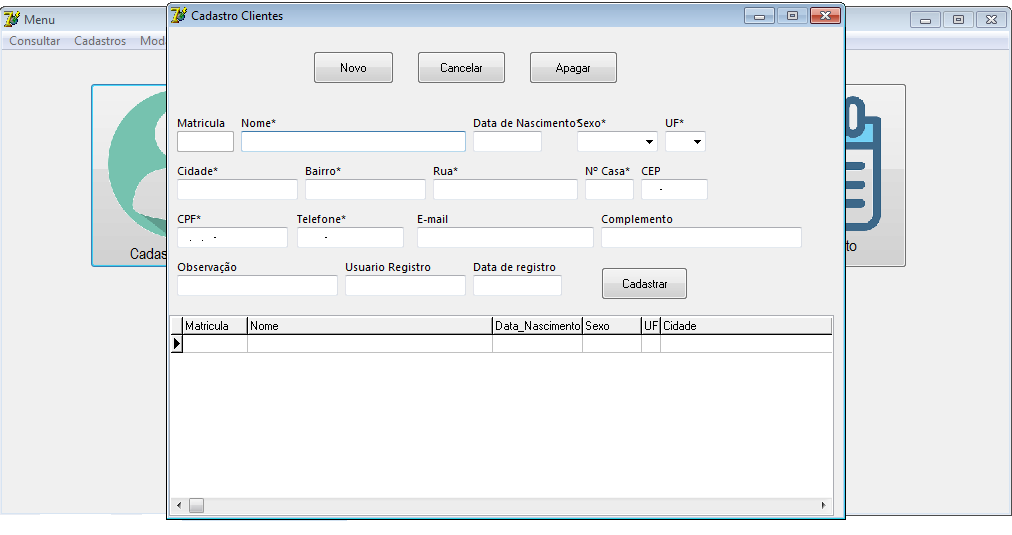 Menu
Cadastro Clientes
Consultar Cadastros Mod
Novo Cancelar Apagar
Matricula Nome* Data de Nascimento* Sexo* UF*
Cidade* Bairro* Rua* Nº Casa* CEP
-
CPF* Telefone* E-mail Complemento
. . - -
Cadas
to
Observação Usuario Registro Data de registro
Cadastrar
Matricula Nome Data_Nascimento Sexo UF Cidade